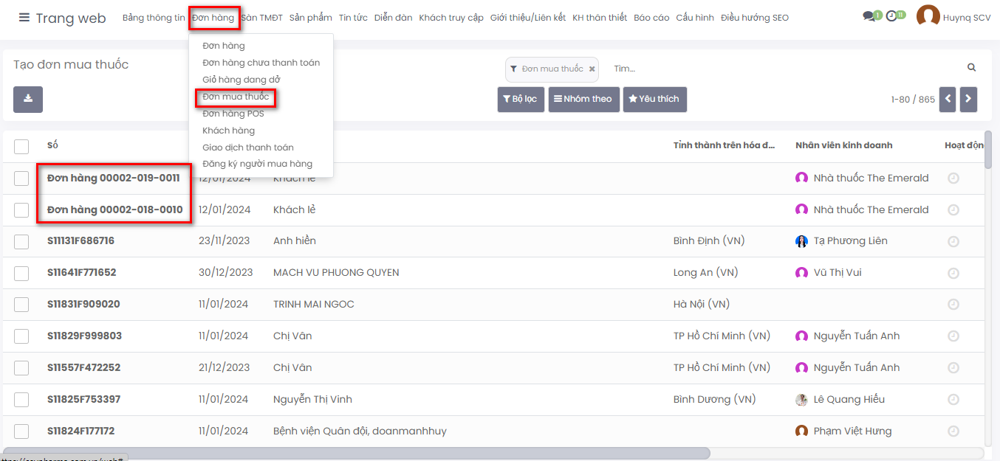 Trang web Bảng thông tin Đơn hàng Sàn TMĐT Sản phẩm Tin tức Diễn đàn Khách truy cập Giới thiệu/Liên kết KH thân thiết Báo cáo Cấu hình Điều hướng SEO 1 11 Huynq SCV
Đơn hàng
Đơn hàng chưa thanh toán
Giỏ hàng dang dở
Đơn mua thuốc
Đơn hàng POS
Khách hàng
Giao dịch thanh toán
Đăng ký người mua hàng
Tạo đơn mua thuốc
Đơn mua thuốc Tìm...
Bộ lọc Nhóm theo Yêu thích 1-80 / 865
Số Tỉnh thành trên hóa đ... Nhân viên kinh doanh Hoạt độn
Đơn hàng 00002-019-0011 12/01/2024 Khách lẻ Nhà thuốc The Emerald
Đơn hàng 00002-018-0010 12/01/2024 Khách lẻ Nhà thuốc The Emerald
S11131F686716 23/11/2023 Anh hiền Bình Định (VN) Tạ Phương Liên
S11641F771652 30/12/2023 MACH VU PHUONG QUYEN Long An (VN) Vũ Thị Vui
S11831F909020 11/01/2024 TRINH MAI NGOC Hà Nội (VN)
S11829F999803 11/01/2024 Chị Vân TP Hồ Chí Minh (VN) Nguyễn Tuấn Anh
S11557F472252 21/12/2023 Chị Vân TP Hồ Chí Minh (VN) Nguyễn Tuấn Anh
S11825F753397 11/01/2024 Nguyễn Thị Vinh Bình Dương (VN) Lê Quang Hiếu
S11824F177172 11/01/2024 Bệnh viện Quân đội, doanmanhhuy Phạm Việt Hưng